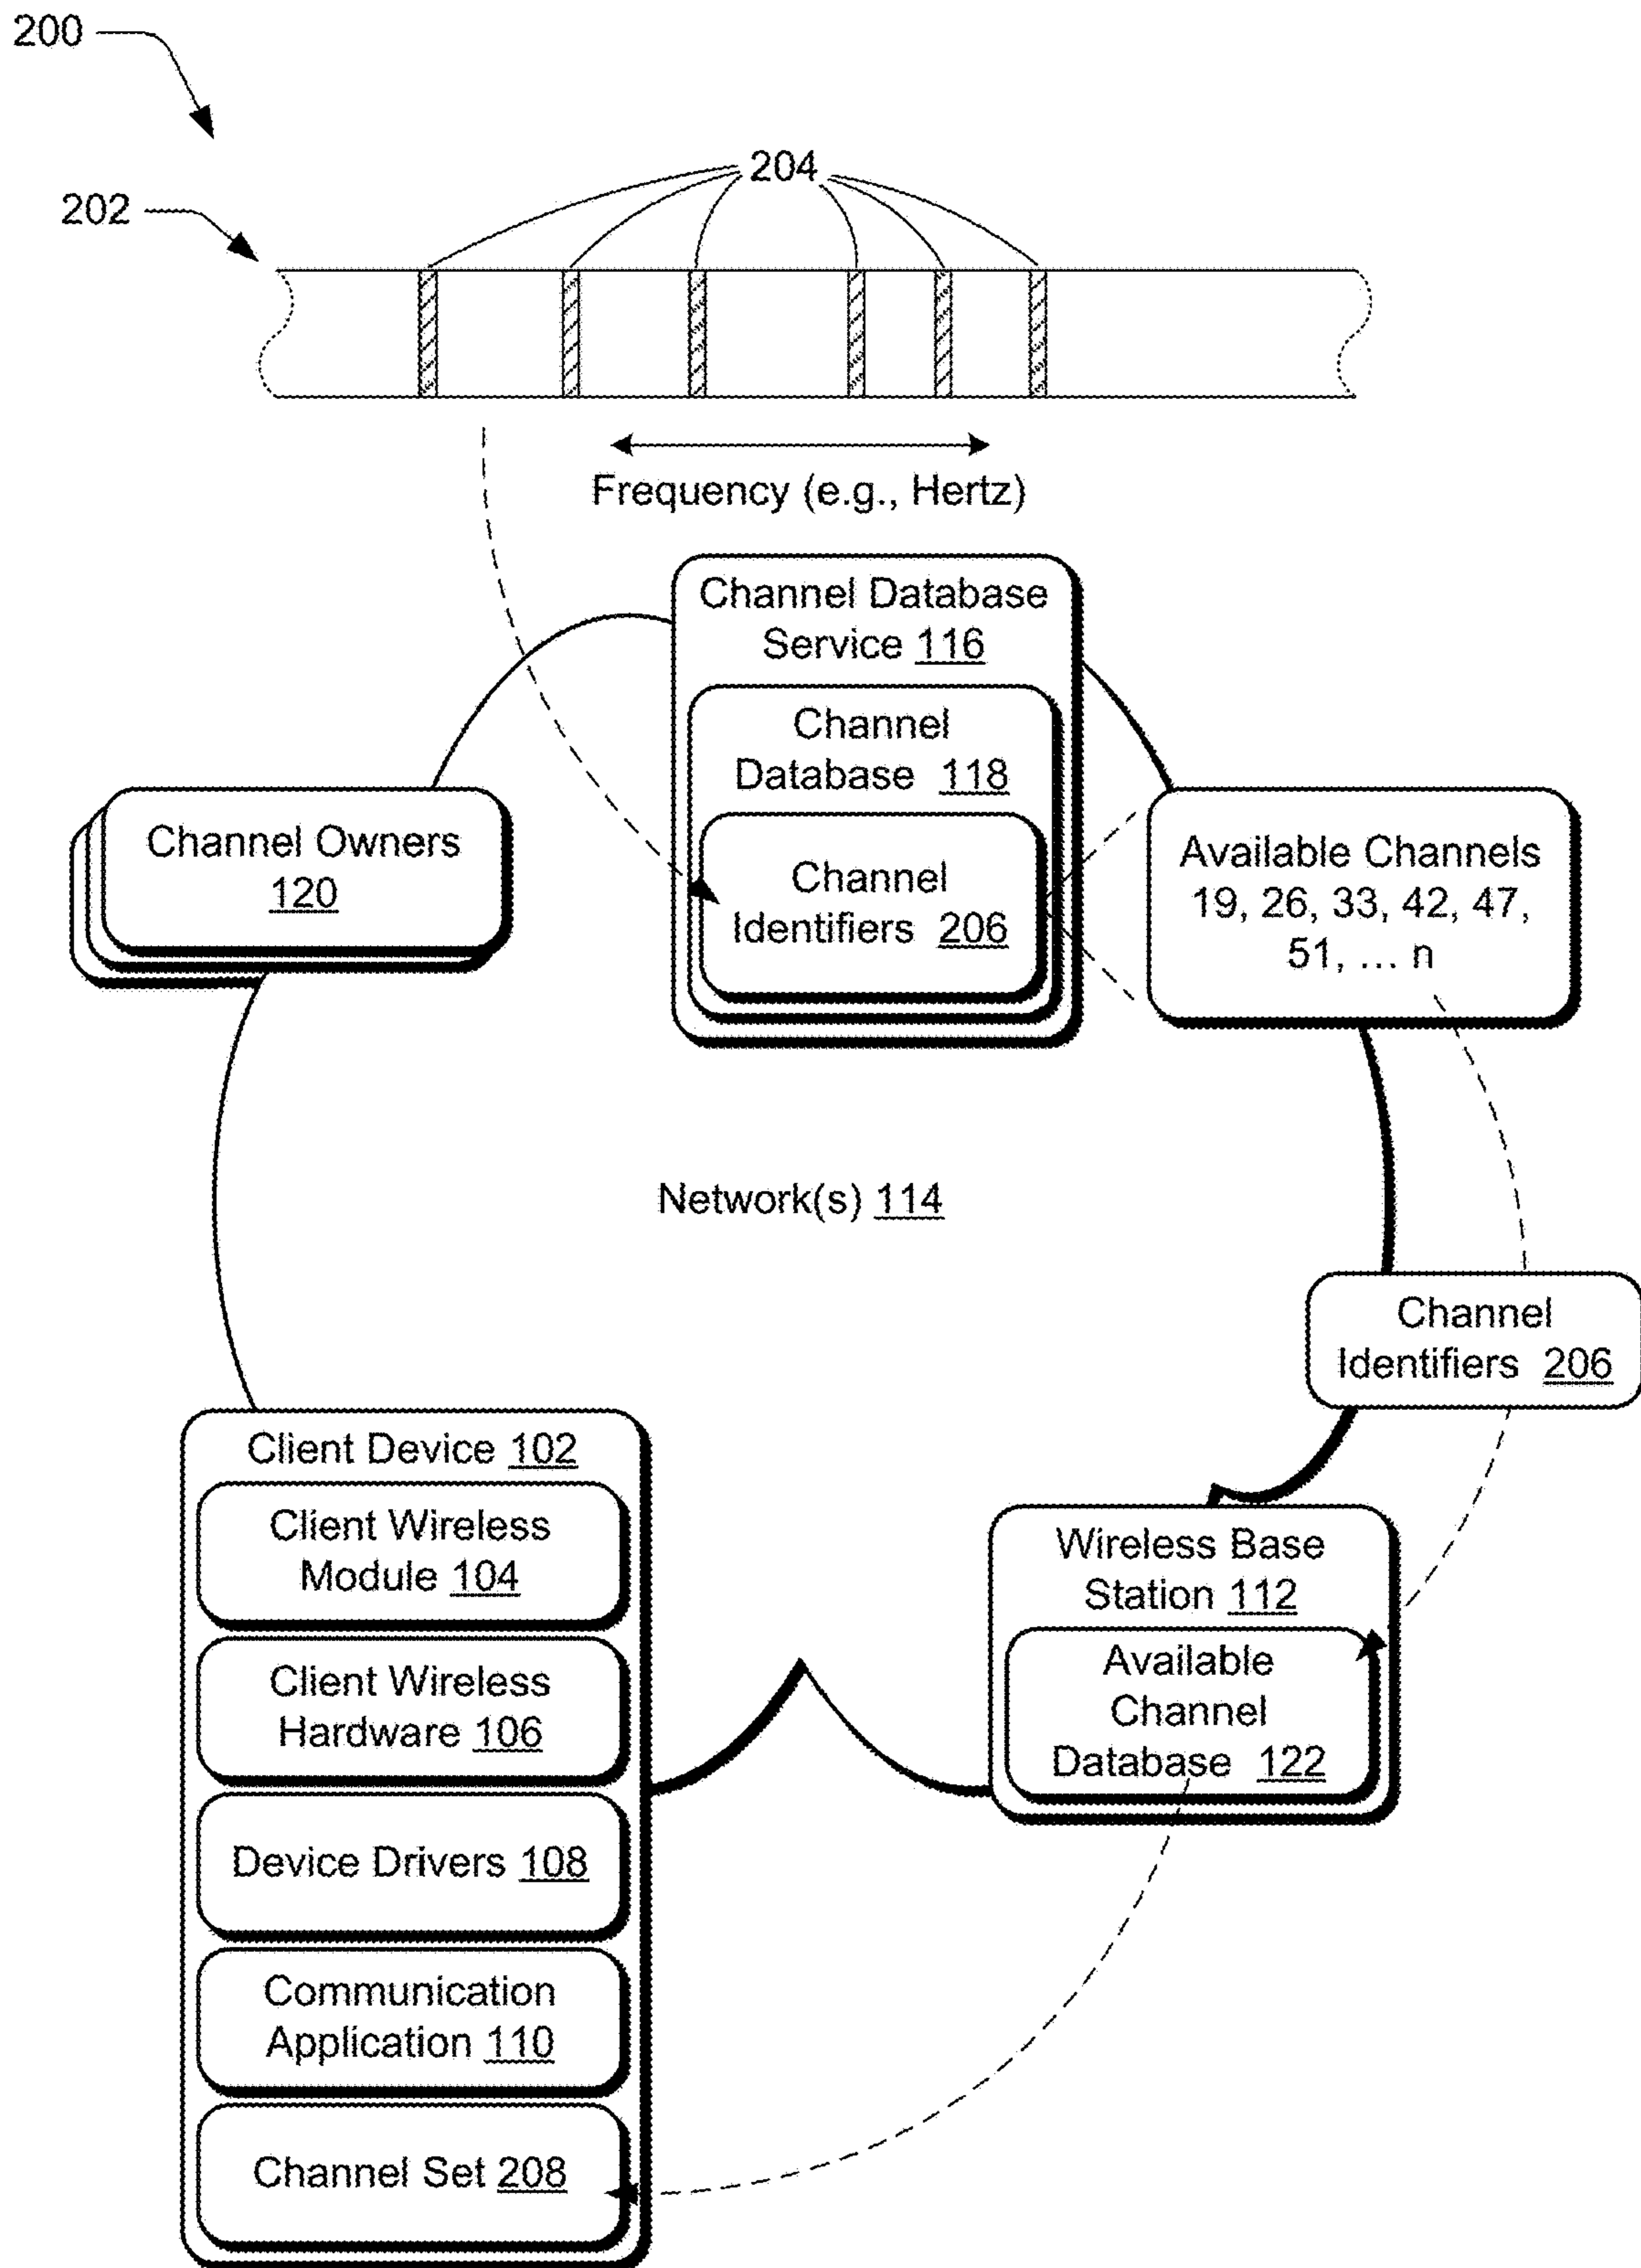 200
202
204
Frequency (e.g., Hertz)
Channel Database
Service 116
Channel
Database 118
Channel
Identifiers 206
Channel Owners
120
Available Channels
19, 26, 33, 42, 47,
51, ... n
Network(s) 114
Channel
Identifiers 206
Client Device 102
Client Wireless
Module 104
Client Wireless
Hardware 106
Device Drivers 108
Communication
Application 110
Channel Set 208
Wireless Base
Station 112
Available
Channel
Database 122